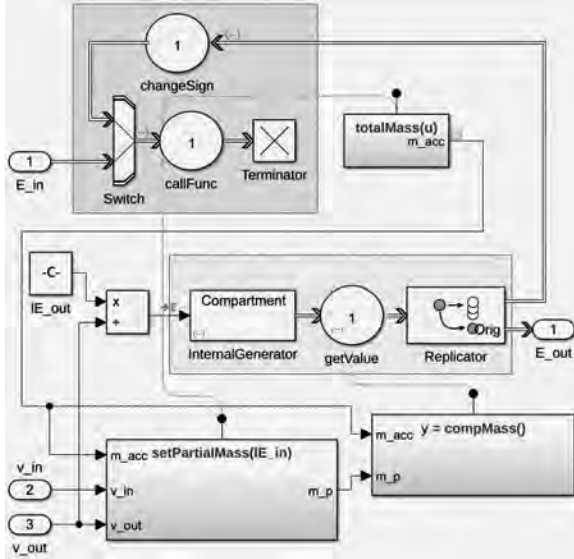 1
{...}
changeSign
totalMass(u)
m_acc
1
1
E_in
Switch
callFunc
Terminator
-C-
IE_out
x
÷
Compartment
{...}
InternalGenerator
1
{...}
getValue
Orig
Replicator
1
E_out
v_in
2
3
v_out
m_acc
setPartialMass(IE_in)
v_in
m_p
v_out
m_acc
y = compMass()
m_p